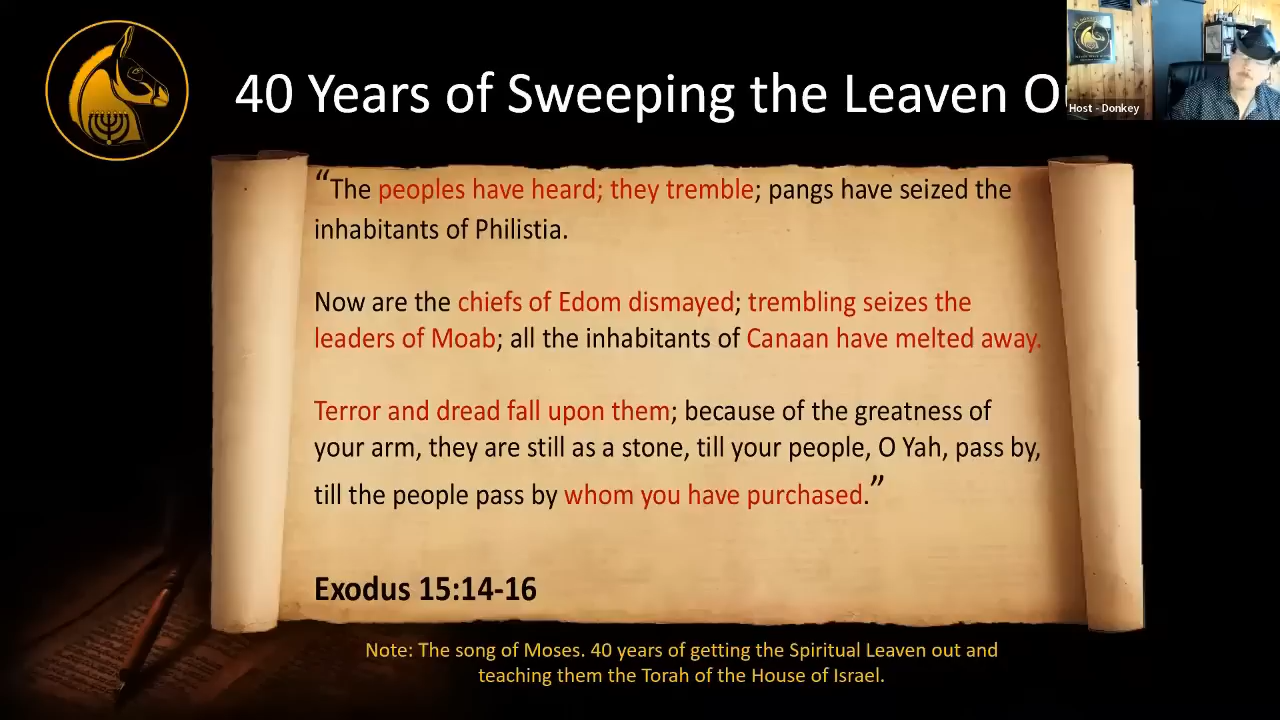 40 Years of Sweeping the Leaven O
Host - Donkey
“The peoples have heard; they tremble; pangs have seized the
inhabitants of Philistia.
Now are the chiefs of Edom dismayed; trembling seizes the
leaders of Moab; all the inhabitants of Canaan have melted away.
Terror and dread fall upon them; because of the greatness of
your arm, they are still as a stone, till your people, O Yah, pass by,
till the people pass by whom you have purchased.”
Exodus 15:14-16
Note: The song of Moses. 40 years of getting the Spiritual Leaven out and
teaching them the Torah of the House of Israel.